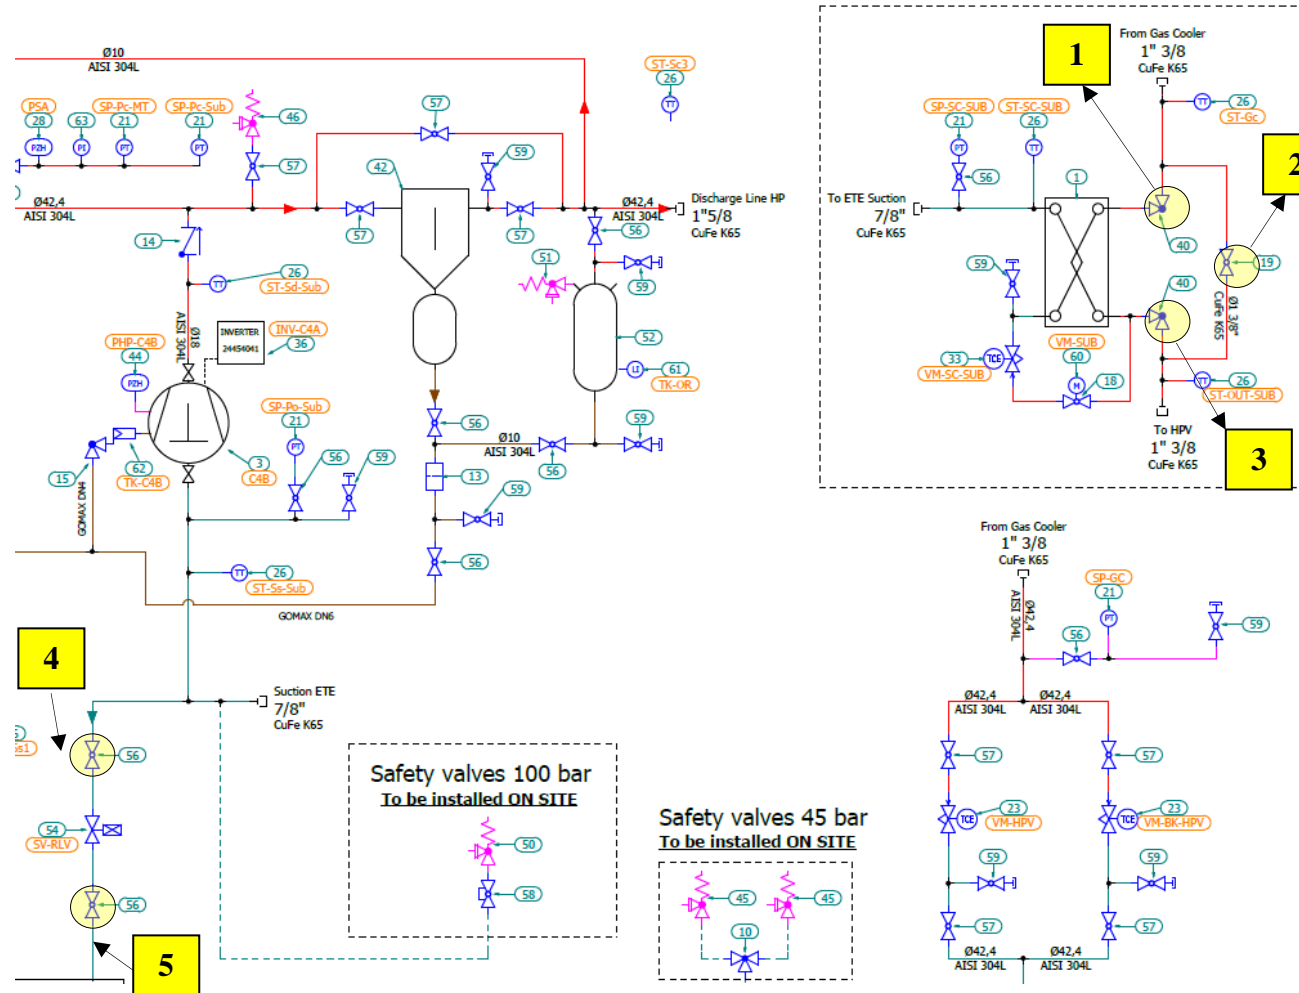 Ø10
AISI 304L
ST-Sc3
26
TT
1
From Gas Cooler
1" 3/8
CuFe K65
PSA
28
PZH
63
PI
SP-Pc-MT
21
PT
SP-Pc-Sub
21
PT
46
57
57
59
42
57
57
Ø42,4
AISI 304L
Ø42,4
AISI 304L
Discharge Line HP
1"5/8
CuFe K65
56
59
51
SP-SC-SUB
21
PT
56
ST-SC-SUB
26
TT
26
TT
ST-Gc
2
1
To ETE Suction
7/8"
CuFe K65
40
59
19
40
Ø1 3/8"
CuFe K65
14
26
TT
ST-Sd-Sub
Ø18
AISI 304L
INVERTER
24454041
INV-C4A
36
PHP-C4B
44
PZH
52
LI
61
TK-OR
33
TCE
VM-SC-SUB
VM-SUB
60
M
18
26
TT
ST-OUT-SUB
To HPV
1" 3/8
CuFe K65
3
SP-Po-Sub
21
PT
56
59
56
59
Ø10
AISI 304L
56
15
62
TK-C4B
3
C4B
13
59
GOMAX DN4
56
26
TT
ST-Ss-Sub
GOMAX DN6
From Gas Cooler
1" 3/8
CuFe K65
Ø42,4
AISI 304L
SP-GC
21
PT
56
59
4
Suction ETE
7/8"
CuFe K65
Ø42,4
AISI 304L
Ø42,4
AISI 304L
56
57
57
54
SV-RLV
56
5
Safety valves 100 bar
To be installed ON SITE
50
58
Safety valves 45 bar
To be installed ON SITE
45
45
10
23
TCE
VM-HPV
23
TCE
VM-BK-HPV
59
59
57
57
Ø42,4
AISI 304L
Ø42,4
AISI 304L